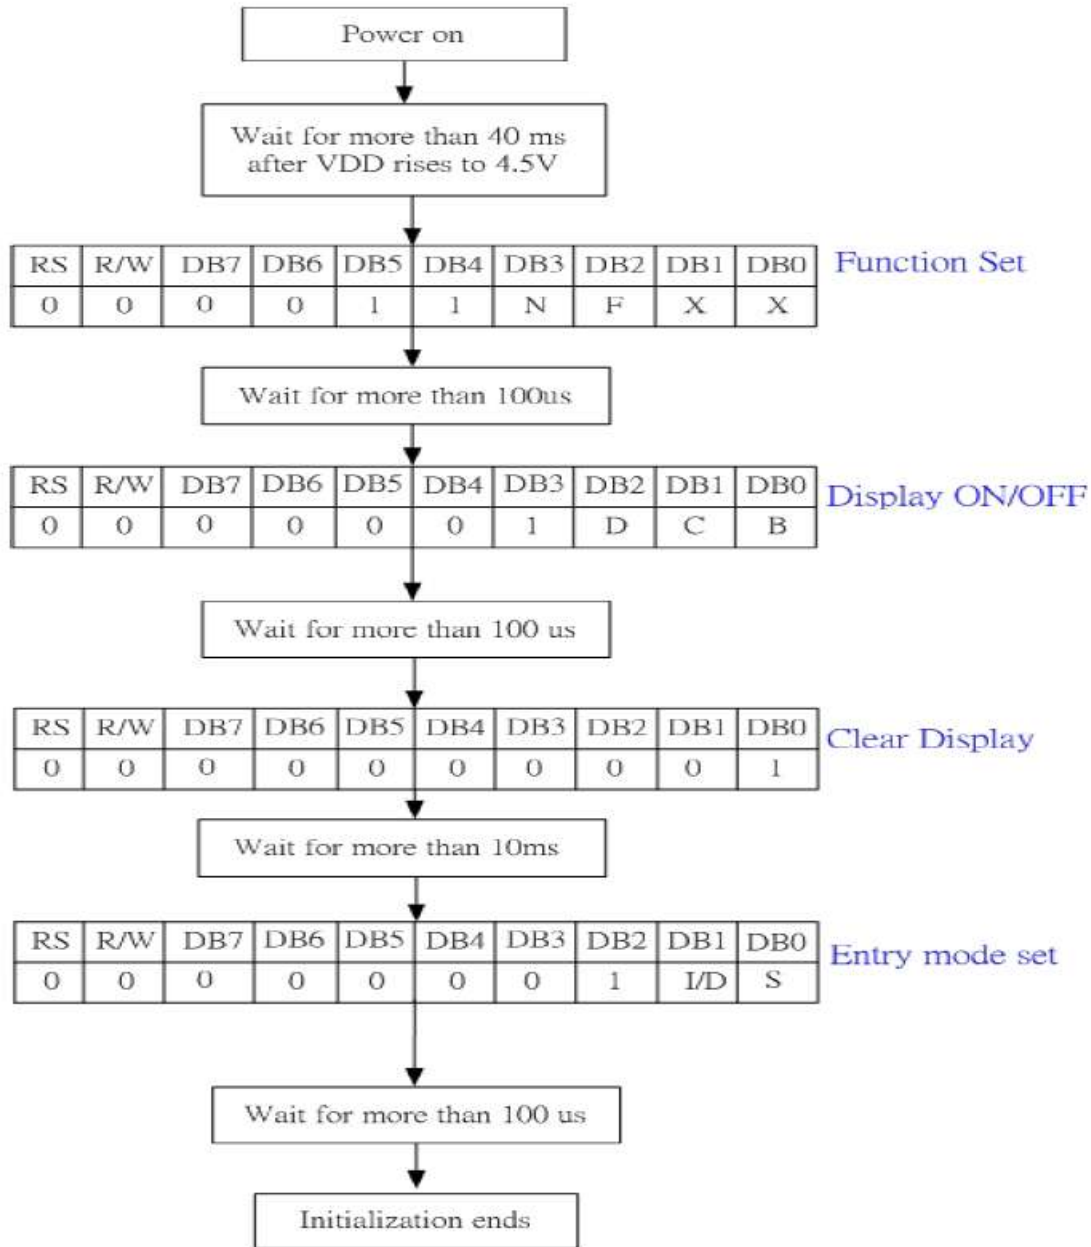 Power on
Wait for more than 40 ms
after VDD rises to 4.5V
RS R/W DB7 DB6 DB5 DB4 DB3 DB2 DB1 DB0 Function Set
0 0 0 0 1 1 N F X X
Wait for more than 100us
RS R/W DB7 DB6 DB5 DB4 DB3 DB2 DB1 DB0 Display ON/OFF
0 0 0 0 0 0 1 D C B
Wait for more than 100 us
RS R/W DB7 DB6 DB5 DB4 DB3 DB2 DB1 DB0 Clear Display
0 0 0 0 0 0 0 0 0 1
Wait for more than 10ms
RS R/W DB7 DB6 DB5 DB4 DB3 DB2 DB1 DB0 Entry mode set
0 0 0 0 0 0 0 1 I/D S
Wait for more than 100 us
Initialization ends